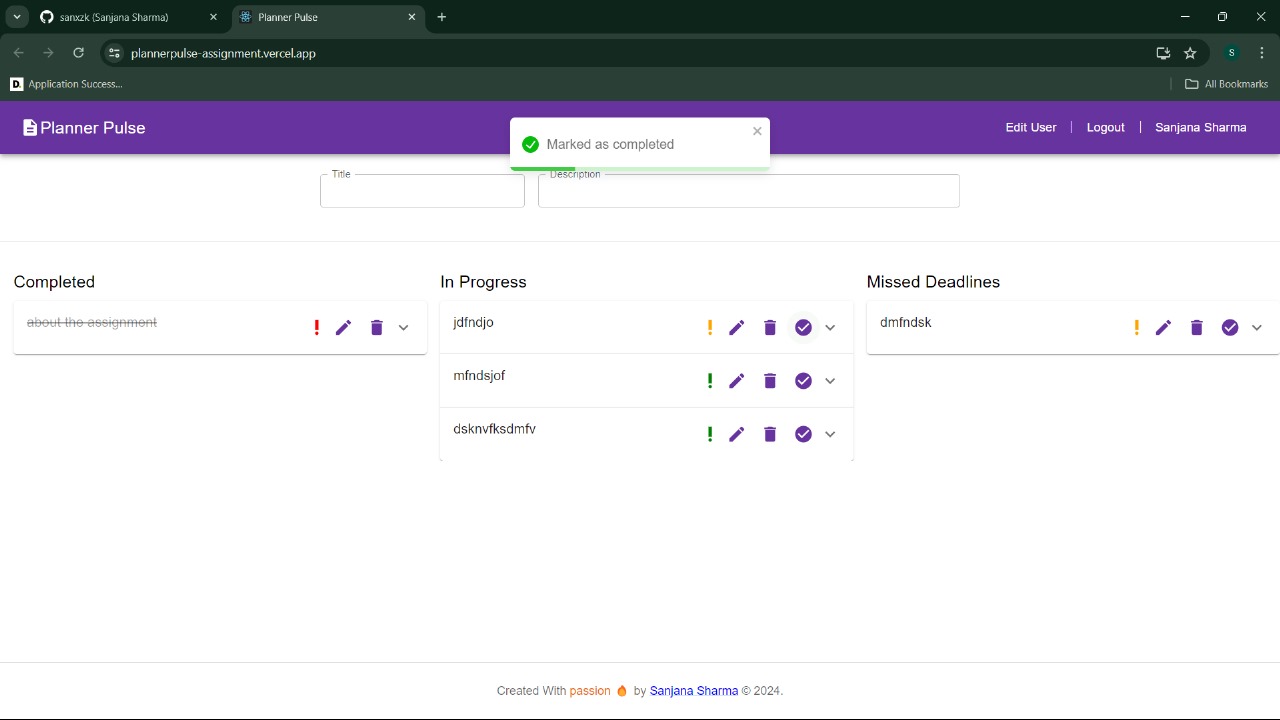 sanxzk (Sanjana Sharma)
Planner Pulse
plannerpulse-assignment.vercel.app
S
D. Application Success...
All Bookmarks
Planner Pulse
Edit User | Logout | Sanjana Sharma
Marked as completed
Title
Description
Completed
In Progress
Missed Deadlines
about the assignment
jdfndjo
dmfndsk
mfndsjof
dsknvfksdmfv
Created With passion 🔥 by Sanjana Sharma © 2024.